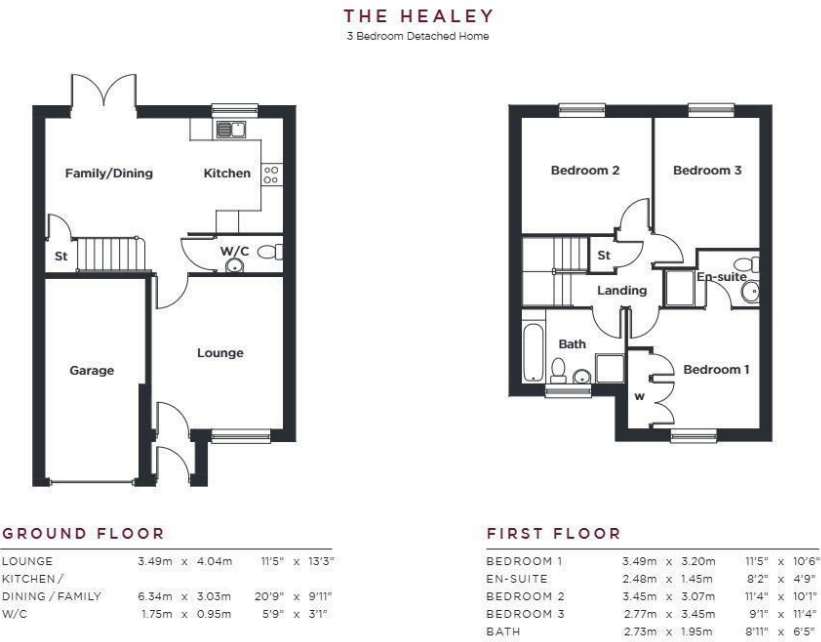 THE HEALEY
3 Bedroom Detached Home
Family/Dining
Kitchen
St
W/C
Garage
Lounge
Bedroom 2
Bedroom 3
St
En-suite
Landing
Bath
Bedroom 1
W
GROUND FLOOR
LOUNGE 3.49m x 4.04m 11'5" x 13'3"
KITCHEN /
DINING / FAMILY 6.34m x 3.03m 20'9" x 9'11"
W/C 1.75m x 0.95m 5'9" x 3'1"
FIRST FLOOR
BEDROOM 1 3.49m x 3.20m 11'5" x 10'6"
EN-SUITE 2.48m x 1.45m 8'2" x 4'9"
BEDROOM 2 3.45m x 3.07m 11'4" x 10'1"
BEDROOM 3 2.77m x 3.45m 9'1" x 11'4"
BATH 2.73m x 1.95m 8'11" x 6'5"